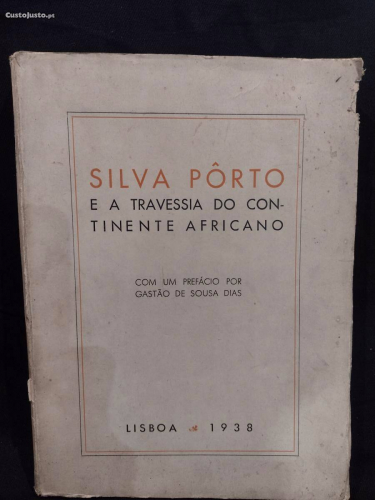 CustoJusto.pt
SILVA PÔRTO
E A TRAVESSIA DO CON-
TINENTE AFRICANO
COM UM PREFÁCIO POR
GASTÃO DE SOUSA DIAS
LISBOA 1938